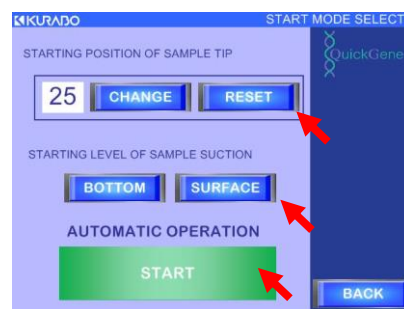 KURABO START MODE SELECT
STARTING POSITION OF SAMPLE TIP
QuickGene
25 CHANGE RESET
STARTING LEVEL OF SAMPLE SUCTION
BOTTOM SURFACE
AUTOMATIC OPERATION
START
BACK